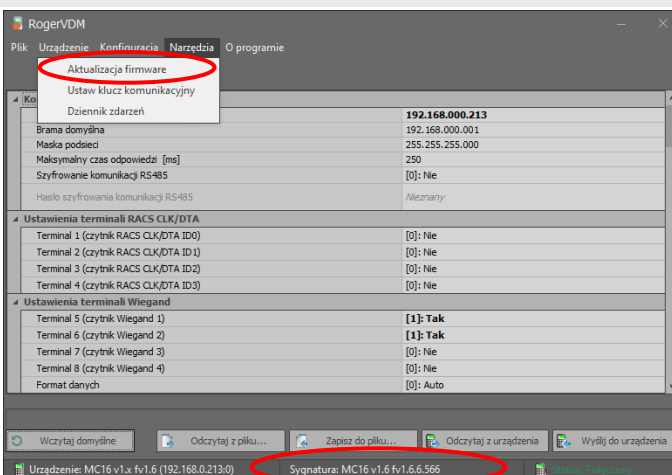 RogerVDM
Plik Urządzenie Konfiguracja Narzędzia O programie
Aktualizacja firmware
Ustaw klucz komunikacyjny
Dziennik zdarzeń
Ko
192.168.000.213
Brama domyślna 192.168.000.001
Maska podsieci 255.255.255.000
Maksymalny czas odpowiedzi [ms] 250
Szyfrowanie komunikacji RS485 [0]: Nie
Hasło szyfrowania komunikacji RS485 Nieznany
Ustawienia terminali RACS CLK/DTA
Terminal 1 (czytnik RACS CLK/DTA ID0) [0]: Nie
Terminal 2 (czytnik RACS CLK/DTA ID1) [0]: Nie
Terminal 3 (czytnik RACS CLK/DTA ID2) [0]: Nie
Terminal 4 (czytnik RACS CLK/DTA ID3) [0]: Nie
Ustawienia terminali Wiegand
Terminal 5 (czytnik Wiegand 1) [1]: Tak
Terminal 6 (czytnik Wiegand 2) [1]: Tak
Terminal 7 (czytnik Wiegand 3) [0]: Nie
Terminal 8 (czytnik Wiegand 4) [0]: Nie
Format danych [0]: Auto
Wczytaj domyślne Odczytaj z pliku... Zapisz do pliku... Odczytaj z urządzenia Wyślij do urządzenia
Urządzenie: MC16 v1.x fv1.6 (192.168.0.213:0) Sygnatura: MC16 v1.6 fv1.6.6.566 Status: Połączony